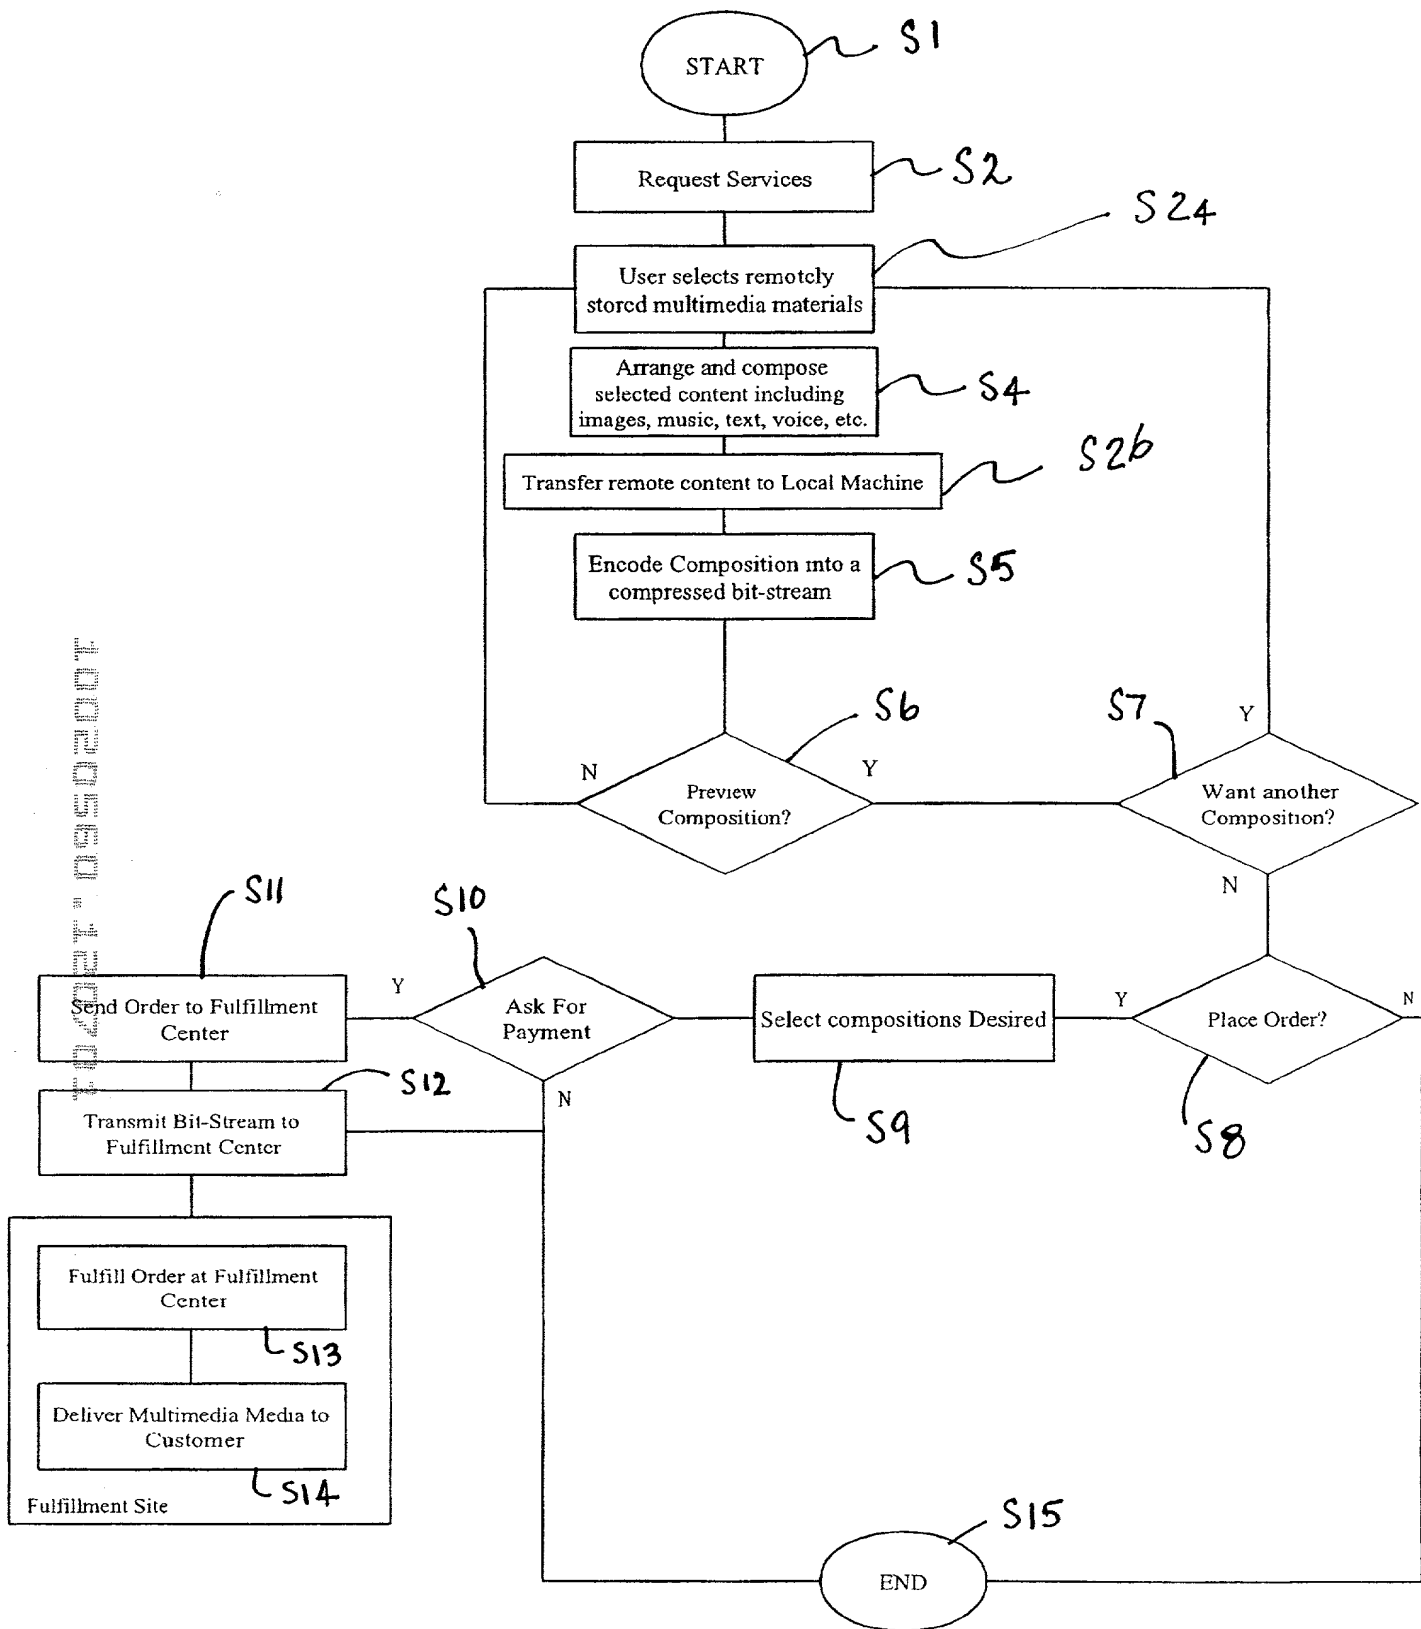 START
S1
Request Services
S2
S24
User selects remotely
stored multimedia materials
Arrange and compose
selected content including
images, music, text, voice, etc.
S4
S26
Transfer remote content to Local Machine
Encode Composition into a
compressed bit-stream
S5
S6
S7
Y
N
Y
Preview
Composition?
Want another
Composition?
N
S11
S10
Y
Send Order to Fulfillment
Center
Ask For
Payment
Select compositions Desired
Y
Place Order?
N
S12
N
Transmit Bit-Stream to
Fulfillment Center
S9
S8
Fulfill Order at Fulfillment
Center
S13
Deliver Multimedia Media to
Customer
S14
Fulfillment Site
S15
END